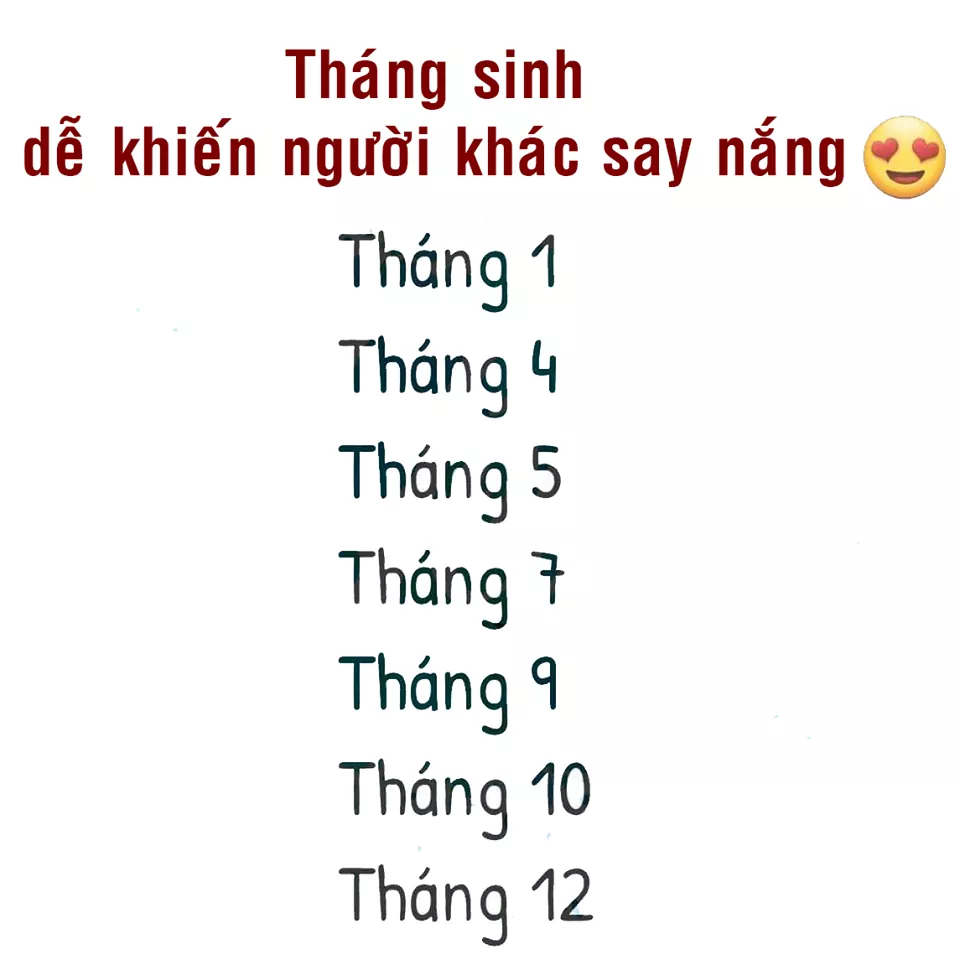 Tháng sinh
dễ khiến người khác say nắng 😍
Tháng 1
Tháng 4
Tháng 5
Tháng 7
Tháng 9
Tháng 10
Tháng 12